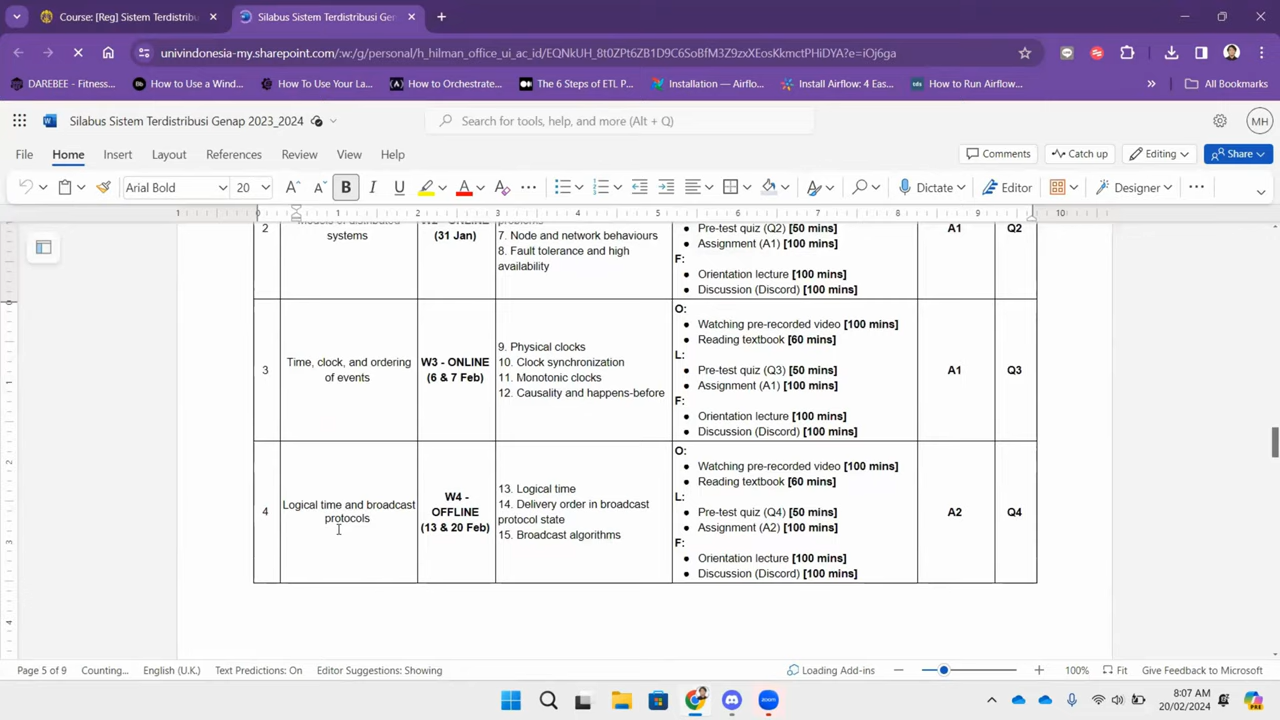 Course: [Reg] Sistem Terdistribu
Silabus Sistem Terdistribusi Gen
univindonesia-my.sharepoint.com/:w:/g/personal/h_hilman_office_ui_ac_id/EQNkUH_8t0ZPt6ZB1D9C6SoBfM3Z9zxXEosKkmctPHiDYA?e=iOj6ga
DAREBEE - Fitness...
How to Use a Wind...
How To Use Your La...
How to Orchestrate...
The 6 Steps of ETL P...
Installation — Airflo...
Install Airflow: 4 Eas...
How to Run Airflow...
All Bookmarks
Silabus Sistem Terdistribusi Genap 2023_2024
Search for tools, help, and more (Alt + Q)
MH
File Home Insert Layout References Review View Help
Comments Catch up Editing Share
Arial Bold 20 B I U A Dictate Editor Designer
1 0 1 2 3 4 5 6 7 8 9 10
2
systems
(31 Jan)
7. Node and network behaviours
8. Fault tolerance and high
availability
Pre-test quiz (Q2) [50 mins]
Assignment (A1) [100 mins]
F:
Orientation lecture [100 mins]
Discussion (Discord) [100 mins]
A1
Q2
3
Time, clock, and ordering
of events
W3 - ONLINE
(6 & 7 Feb)
9. Physical clocks
10. Clock synchronization
11. Monotonic clocks
12. Causality and happens-before
O:
Watching pre-recorded video [100 mins]
Reading textbook [60 mins]
L:
Pre-test quiz (Q3) [50 mins]
Assignment (A1) [100 mins]
F:
Orientation lecture [100 mins]
Discussion (Discord) [100 mins]
A1
Q3
4
Logical time and broadcast
protocols
W4 -
OFFLINE
(13 & 20 Feb)
13. Logical time
14. Delivery order in broadcast
protocol state
15. Broadcast algorithms
O:
Watching pre-recorded video [100 mins]
Reading textbook [60 mins]
L:
Pre-test quiz (Q4) [50 mins]
Assignment (A2) [100 mins]
F:
Orientation lecture [100 mins]
Discussion (Discord) [100 mins]
A2
Q4
Page 5 of 9 Counting... English (U.K.) Text Predictions: On Editor Suggestions: Showing
Loading Add-ins 100% Fit Give Feedback to Microsoft
8:07 AM
20/02/2024